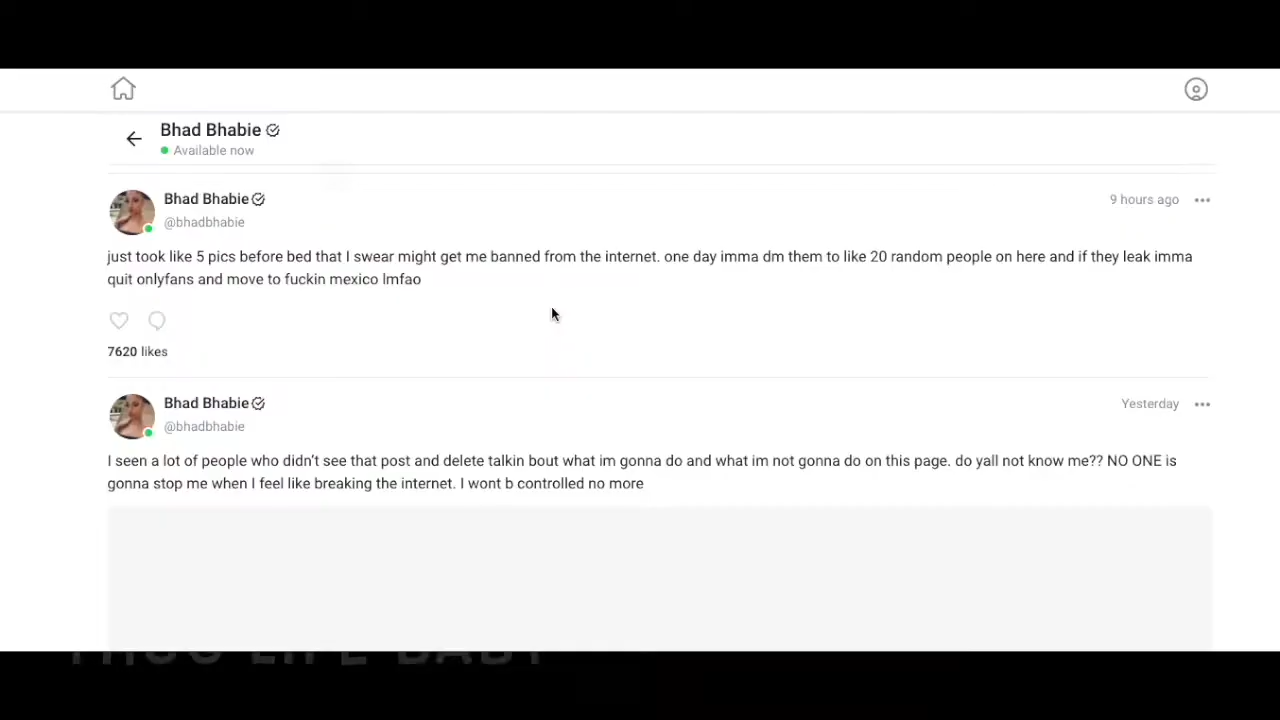 Bhad Bhabie
Available now
Bhad Bhabie
@bhadbhabie
9 hours ago
just took like 5 pics before bed that I swear might get me banned from the internet. one day imma dm them to like 20 random people on here and if they leak imma
quit onlyfans and move to fuckin mexico lmfao
7620 likes
Bhad Bhabie
@bhadbhabie
Yesterday
I seen a lot of people who didn't see that post and delete talkin bout what im gonna do and what im not gonna do on this page. do yall not know me?? NO ONE is
gonna stop me when I feel like breaking the internet. I wont b controlled no more
THUG LIFE BABY